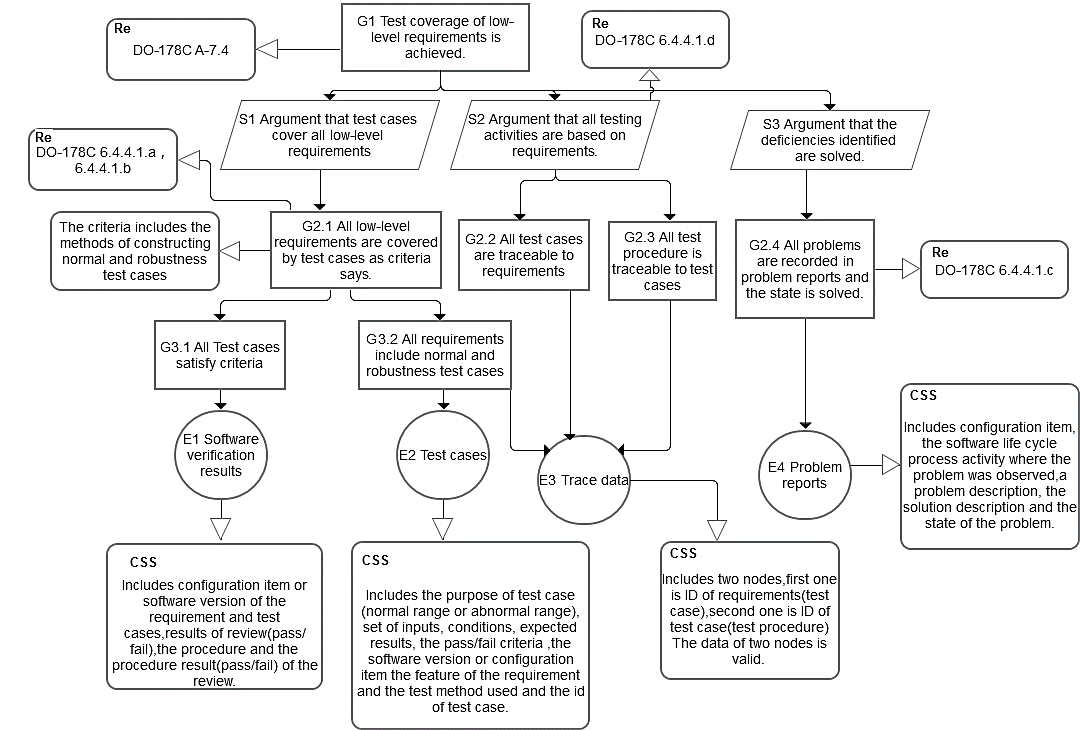 Re
DO-178C A-7.4
G1 Test coverage of low-
level requirements is
achieved.
Re
DO-178C 6.4.4.1.d
S1 Argument that test cases
cover all low-level
requirements
S2 Argument that all testing
activities are based on
requirements.
S3 Argument that the
deficiencies identified
are solved.
Re
DO-178C 6.4.4.1.a ,
6.4.4.1.b
The criteria includes the
methods of constructing
normal and robustness
test cases
G2.1 All low-level
requirements are covered
by test cases as criteria
says.
G2.2 All test cases
are traceable to
requirements
G2.3 All test
procedure is
traceable to test
cases
G2.4 All problems
are recorded in
problem reports and
the state is solved.
Re
DO-178C 6.4.4.1.c
G3.1 All Test cases
satisfy criteria
G3.2 All requirements
include normal and
robustness test cases
E1 Software
verification
results
E2 Test cases
E3 Trace data
E4 Problem
reports
CSS
Includes configuration item,
the software life cycle
process activity where the
problem was observed,a
problem description, the
solution description and the
state of the problem.
CSS
Includes configuration item or
software version of the
requirement and test
cases,results of review(pass/
fail),the procedure and the
procedure result(pass/fail) of the
review.
CSS
Includes the purpose of test case
(normal range or abnormal range),
set of inputs, conditions, expected
results, the pass/fail criteria ,the
software version or configuration
item the feature of the requirement
and the test method used and the id
of test case.
CSS
Includes two nodes,first one
is ID of requirements(test
case),second one is ID of
test case(test procedure)
The data of two nodes is
valid.